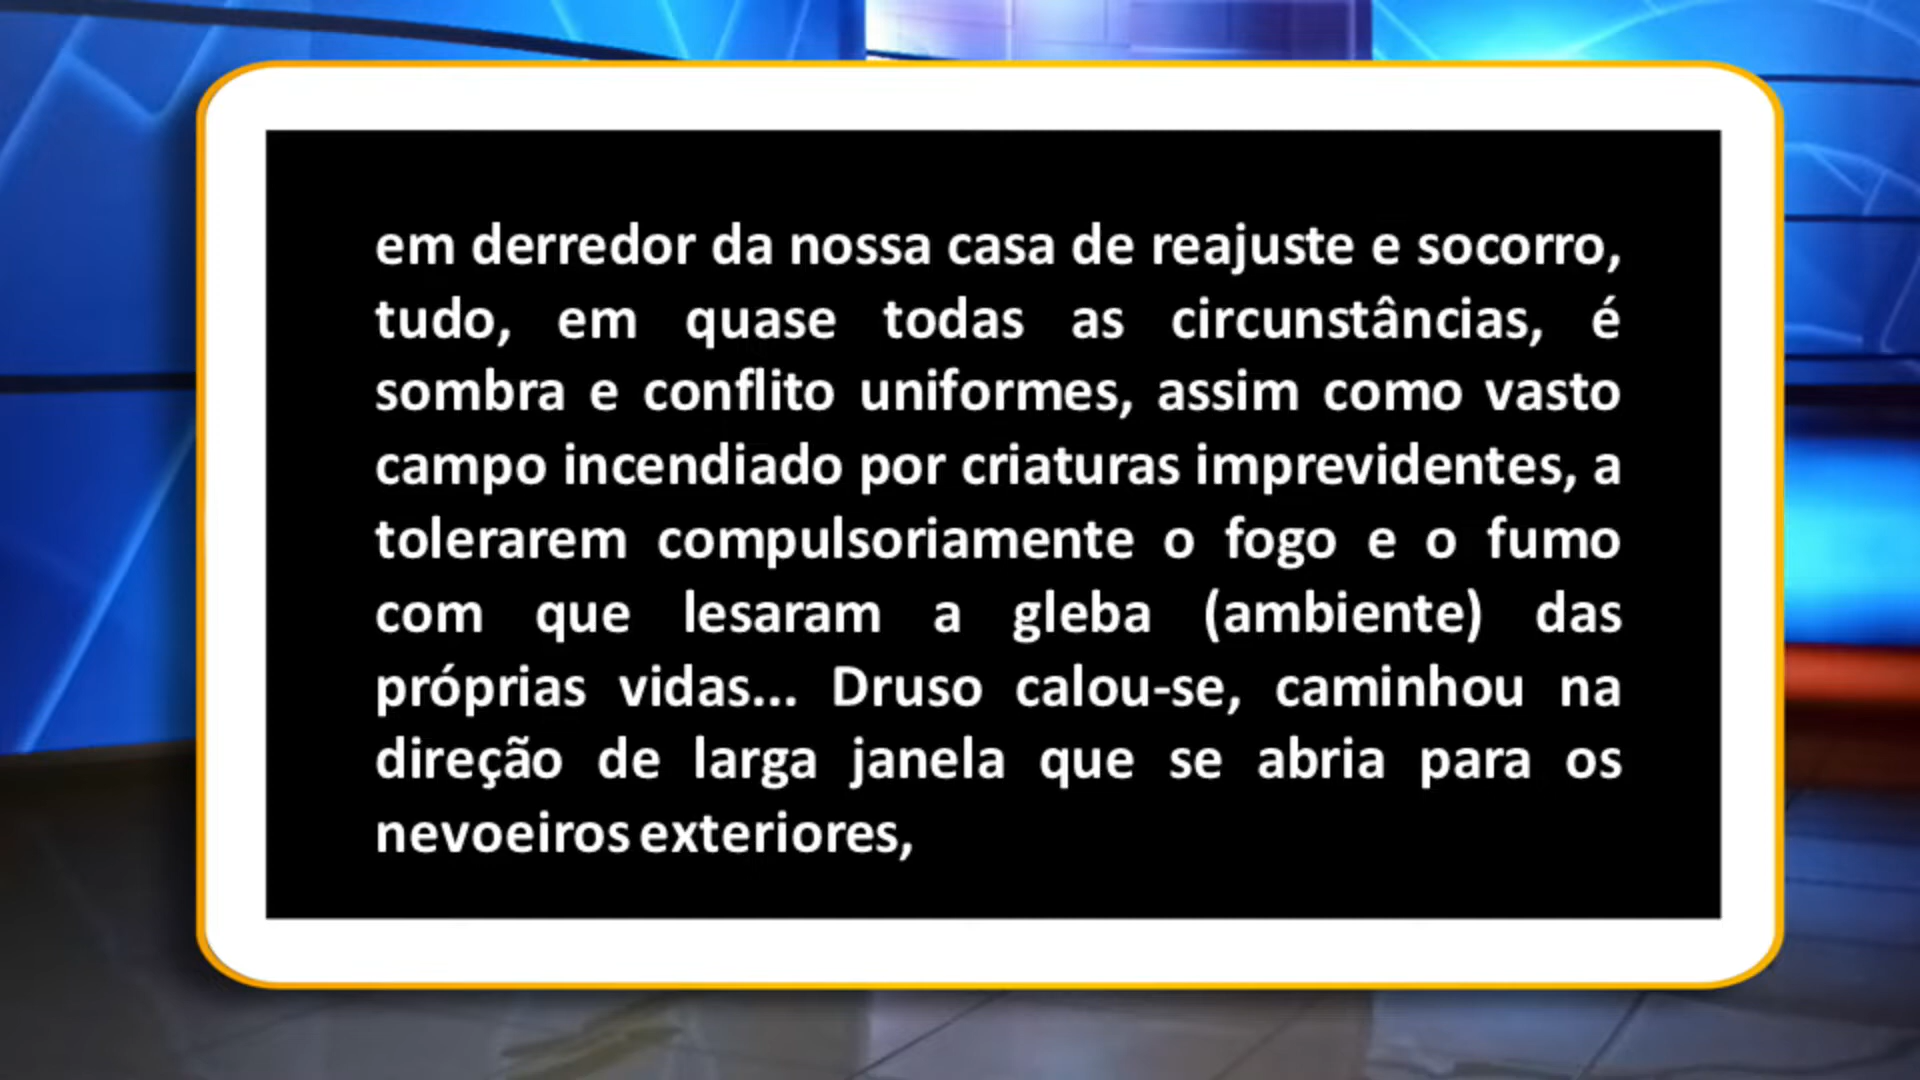 em derredor da nossa casa de reajuste e socorro,
tudo, em quase todas as circunstâncias, é
sombra e conflito uniformes, assim como vasto
campo incendiado por criaturas imprevidentes, a
tolerarem compulsoriamente o fogo e o fumo
com que lesaram a gleba (ambiente) das
próprias vidas... Druso calou-se, caminhou na
direção de larga janela que se abria para os
nevoeiros exteriores,